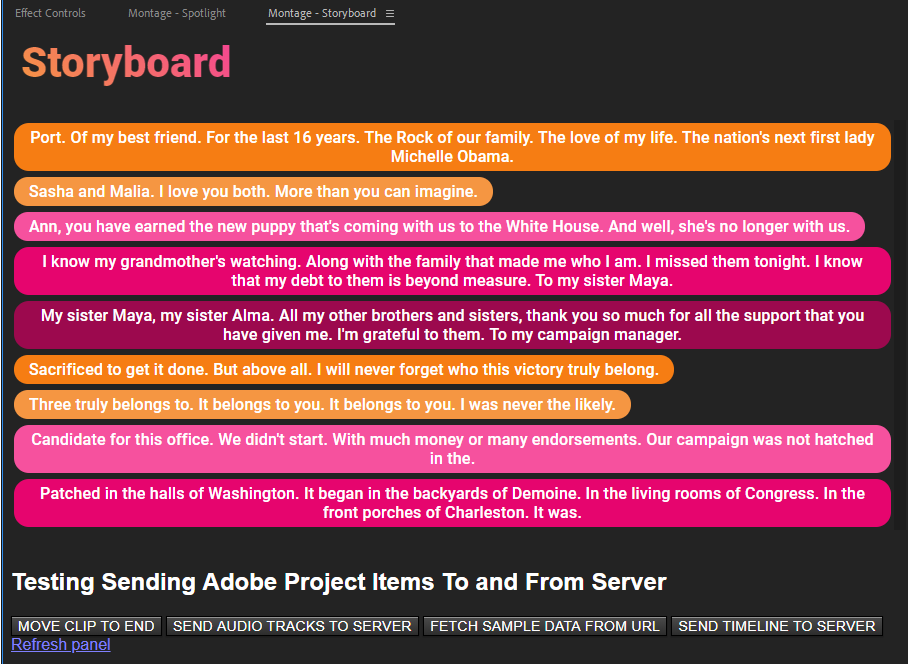 Effect Controls Montage - Spotlight Montage - Storyboard
Storyboard
Port. Of my best friend. For the last 16 years. The Rock of our family. The love of my life. The nation's next first lady
Michelle Obama.
Sasha and Malia. I love you both. More than you can imagine.
Ann, you have earned the new puppy that's coming with us to the White House. And well, she's no longer with us.
I know my grandmother's watching. Along with the family that made me who I am. I missed them tonight. I know
that my debt to them is beyond measure. To my sister Maya.
My sister Maya, my sister Alma. All my other brothers and sisters, thank you so much for all the support that you
have given me. I'm grateful to them. To my campaign manager.
Sacrificed to get it done. But above all. I will never forget who this victory truly belong.
Three truly belongs to. It belongs to you. It belongs to you. I was never the likely.
Candidate for this office. We didn't start. With much money or many endorsements. Our campaign was not hatched
in the.
Patched in the halls of Washington. It began in the backyards of Demoine. In the living rooms of Congress. In the
front porches of Charleston. It was.
Testing Sending Adobe Project Items To and From Server
MOVE CLIP TO END SEND AUDIO TRACKS TO SERVER FETCH SAMPLE DATA FROM URL SEND TIMELINE TO SERVER
Refresh panel